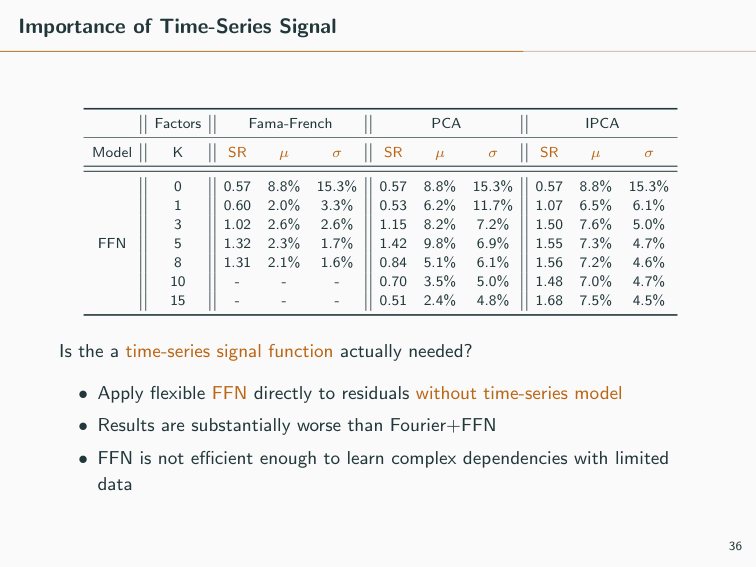 Importance of Time-Series Signal
Factors Fama-French PCA IPCA
Model K SR μ σ SR μ σ SR μ σ
0 0.57 8.8% 15.3% 0.57 8.8% 15.3% 0.57 8.8% 15.3%
1 0.60 2.0% 3.3% 0.53 6.2% 11.7% 1.07 6.5% 6.1%
3 1.02 2.6% 2.6% 1.15 8.2% 7.2% 1.50 7.6% 5.0%
FFN 5 1.32 2.3% 1.7% 1.42 9.8% 6.9% 1.55 7.3% 4.7%
8 1.31 2.1% 1.6% 0.84 5.1% 6.1% 1.56 7.2% 4.6%
10 - - - 0.70 3.5% 5.0% 1.48 7.0% 4.7%
15 - - - 0.51 2.4% 4.8% 1.68 7.5% 4.5%
Is the a time-series signal function actually needed?
• Apply flexible FFN directly to residuals without time-series model
• Results are substantially worse than Fourier+FFN
• FFN is not efficient enough to learn complex dependencies with limited
data
36